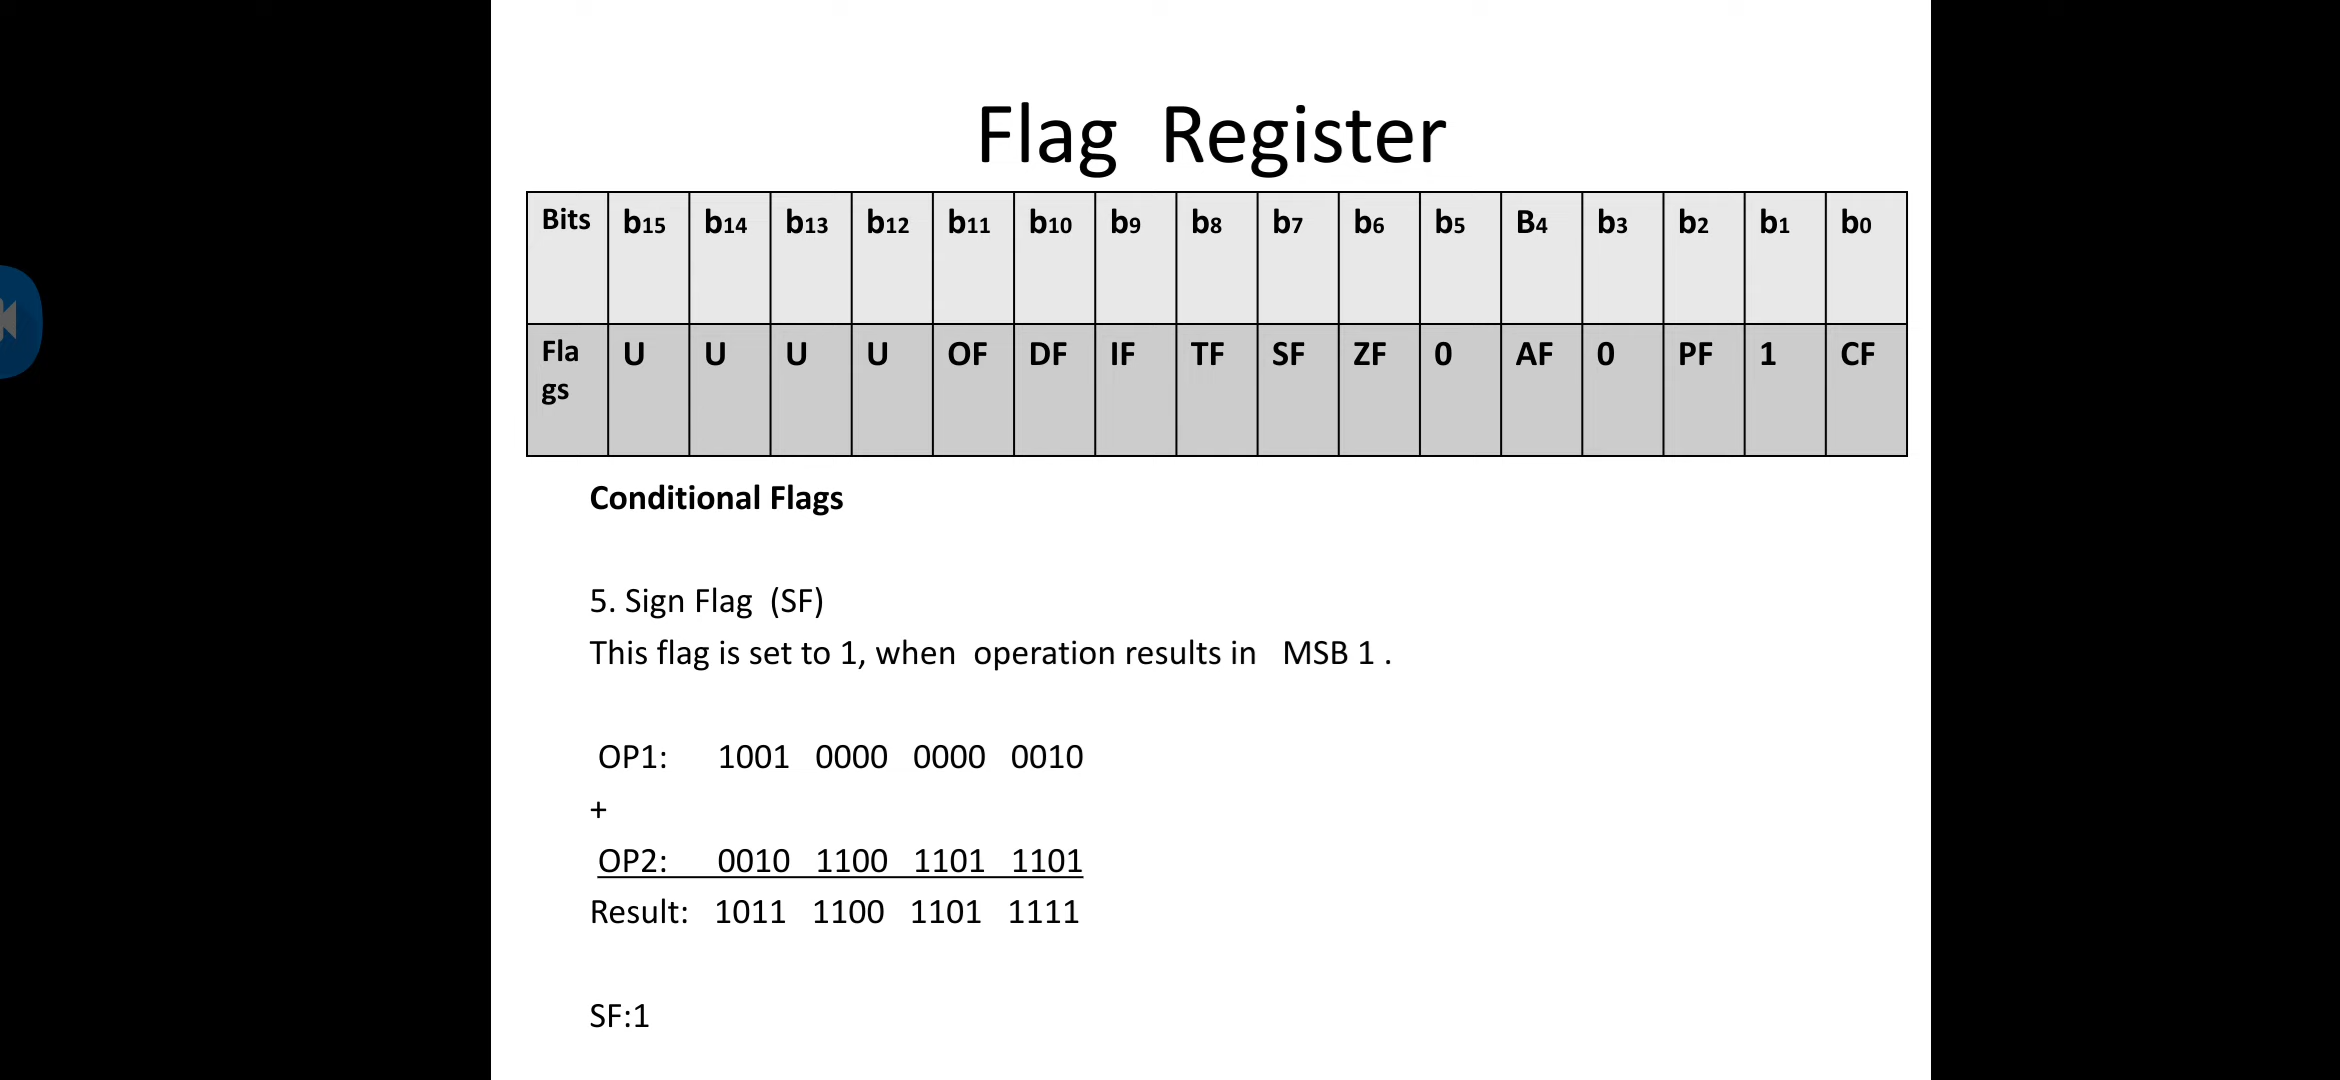 Flag Register
Bits b15 b14 b13 b12 b11 b10 b9 b8 b7 b6 b5 B4 b3 b2 b1 b0
Fla
gs U U U U OF DF IF TF SF ZF 0 AF 0 PF 1 CF
Conditional Flags
5. Sign Flag (SF)
This flag is set to 1, when operation results in MSB 1 .
OP1: 1001 0000 0000 0010
+
OP2: 0010 1100 1101 1101
Result: 1011 1100 1101 1111
SF:1